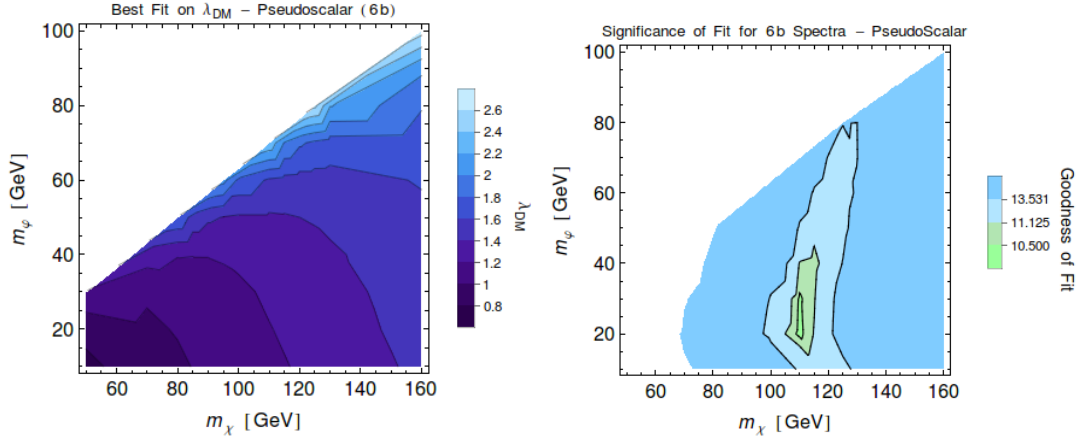 Best Fit on λDM – Pseudoscalar (6b)
100
80
60
40
20
mφ [GeV]
60 80 100 120 140 160
mχ [GeV]
2.6
2.4
2.2
2
1.8
1.6
1.4
1.2
1
0.8
λDM
Significance of Fit for 6b Spectra – PseudoScalar
100
80
60
40
20
mφ [GeV]
60 80 100 120 140 160
mχ [GeV]
13.531
11.125
10.500
Goodness of Fit